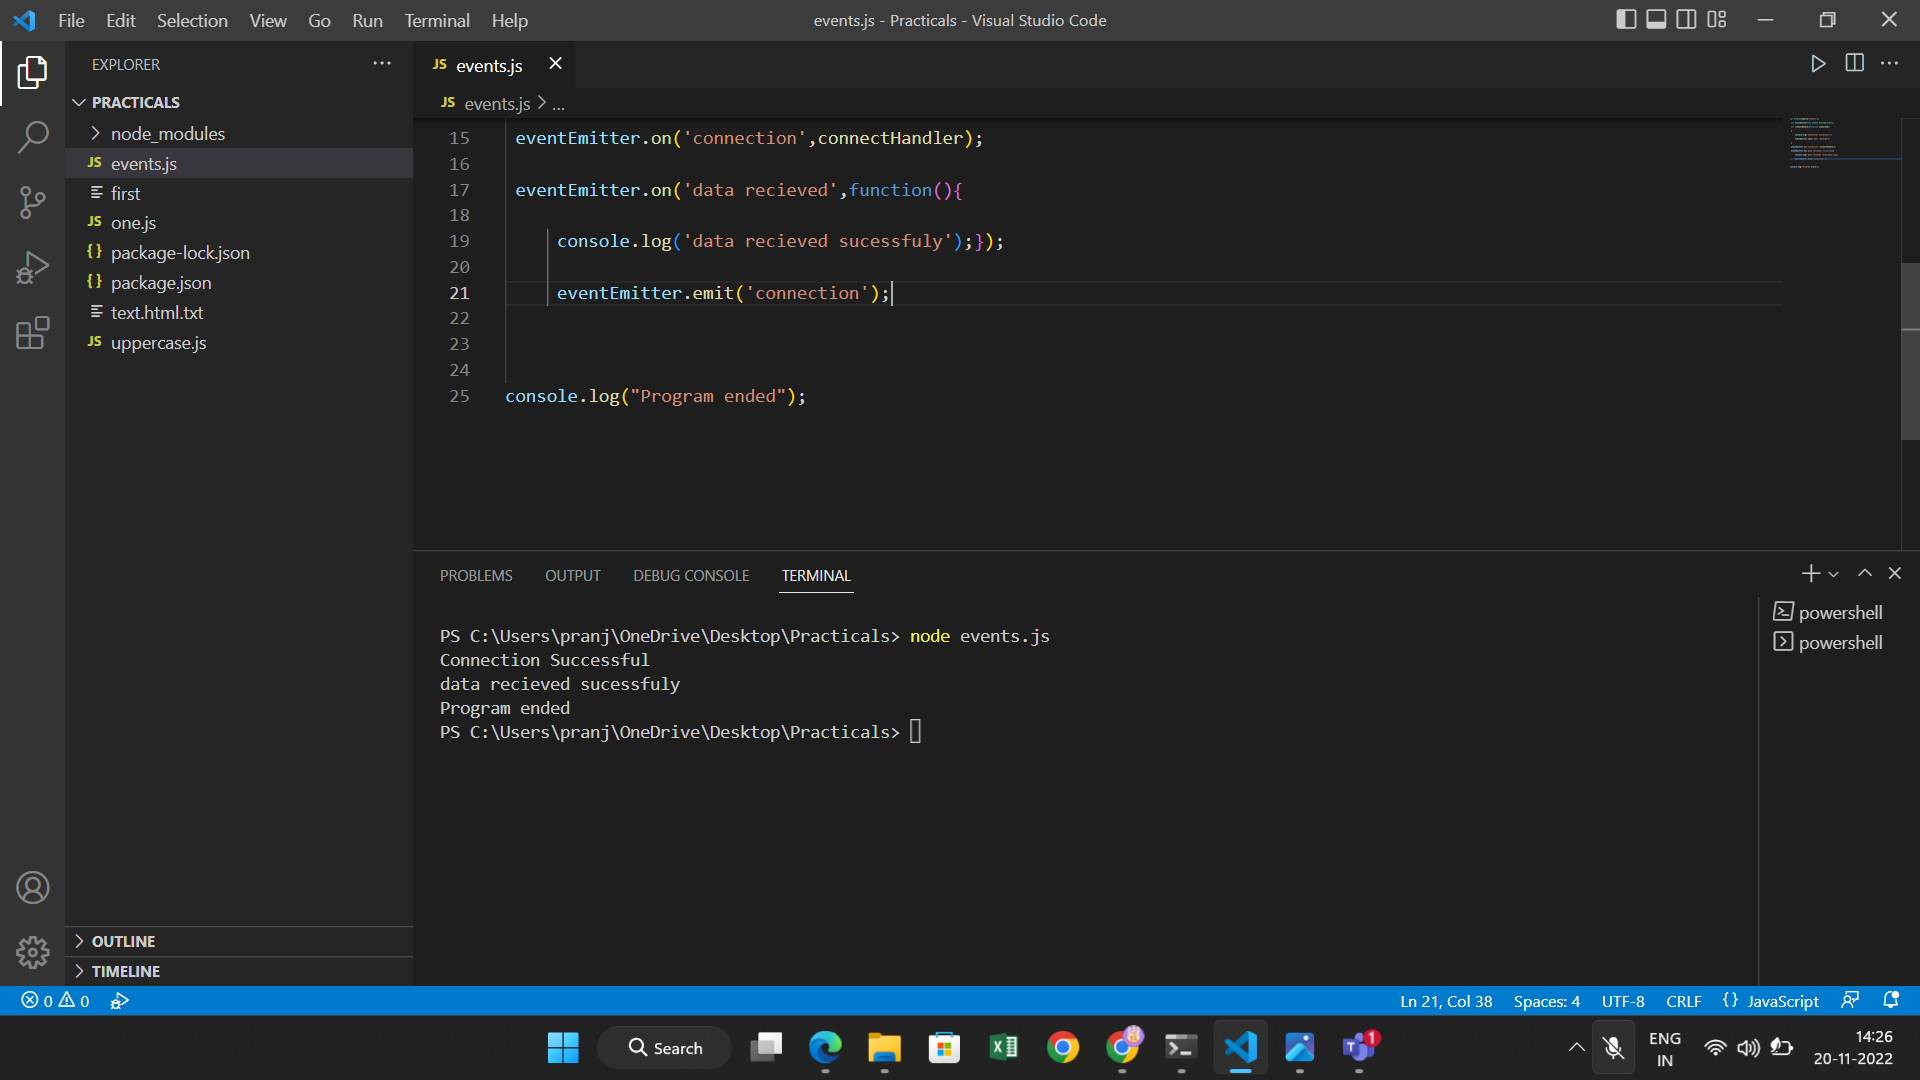 File Edit Selection View Go Run Terminal Help
events.js - Practicals - Visual Studio Code
EXPLORER
PRACTICALS
node_modules
JS events.js
first
JS one.js
{} package-lock.json
{} package.json
text.html.txt
JS uppercase.js
OUTLINE
TIMELINE
JS events.js
JS events.js > ...
15 eventEmitter.on('connection',connectHandler);
16
17 eventEmitter.on('data recieved',function(){
18
19 console.log('data recieved sucessfuly');});
20
21 eventEmitter.emit('connection');
22
23
24
25 console.log("Program ended");
PROBLEMS OUTPUT DEBUG CONSOLE TERMINAL
PS C:\Users\pranj\OneDrive\Desktop\Practicals> node events.js
Connection Successful
data recieved sucessfuly
Program ended
PS C:\Users\pranj\OneDrive\Desktop\Practicals>
powershell
powershell
0 0
Ln 21, Col 38 Spaces: 4 UTF-8 CRLF {} JavaScript
Search
1
ENG
IN
14:26
20-11-2022